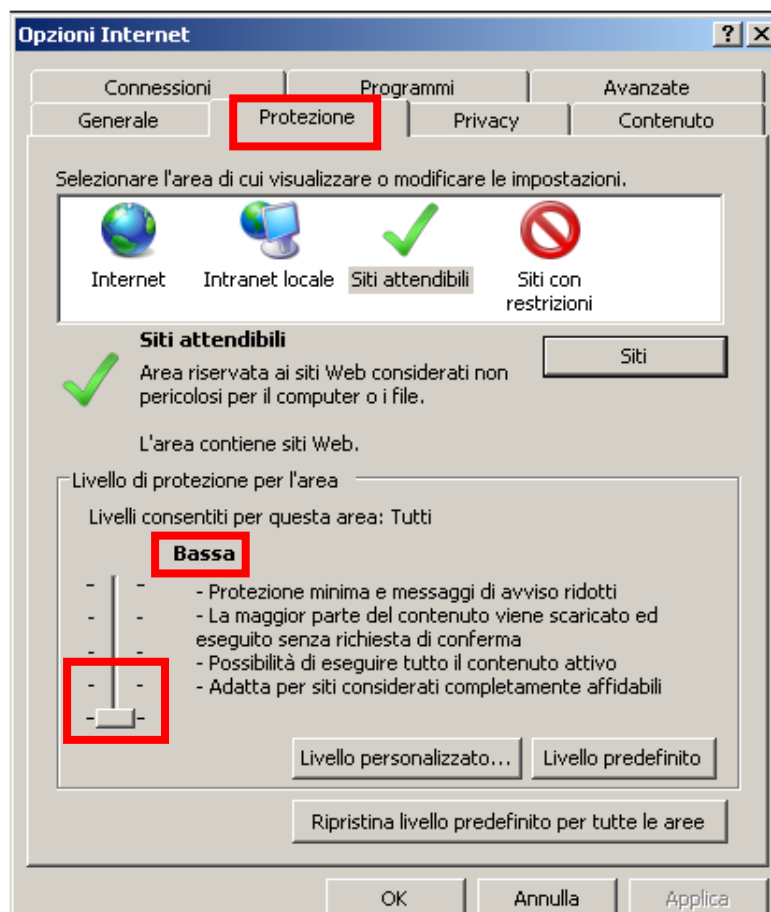 Opzioni Internet
Connessioni Programmi Avanzate
Generale Protezione Privacy Contenuto
Selezionare l'area di cui visualizzare o modificare le impostazioni.
Internet Intranet locale Siti attendibili Siti con
restrizioni
Siti attendibili
Siti
Area riservata ai siti Web considerati non
pericolosi per il computer o i file.
L'area contiene siti Web.
Livello di protezione per l'area
Livelli consentiti per questa area: Tutti
Bassa
- Protezione minima e messaggi di avviso ridotti
- La maggior parte del contenuto viene scaricato ed
eseguito senza richiesta di conferma
- Possibilità di eseguire tutto il contenuto attivo
- Adatta per siti considerati completamente affidabili
Livello personalizzato... Livello predefinito
Ripristina livello predefinito per tutte le aree
OK Annulla Applica